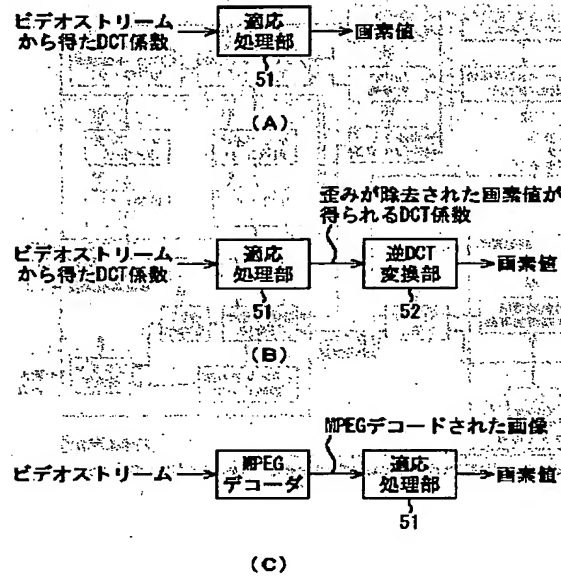 ビデオストリーム
から得たDCT係数
適応
処理部
画素値
51
(A)
歪みが除去された画素値が
得られるDCT係数
ビデオストリーム
から得たDCT係数
適応
処理部
逆DCT
変換部
画素値
51
52
(B)
MPEGデコードされた画像
ビデオストリーム
MPEG
デコーダ
適応
処理部
画素値
51
(C)